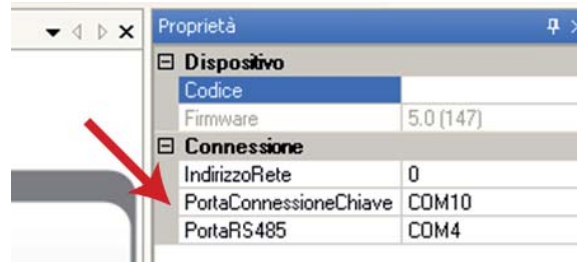 Proprietà
Dispositivo
Codice
Firmware 5.0 (147)
Connessione
IndirizzoRete 0
PortaConnessioneChiave COM10
PortaRS485 COM4